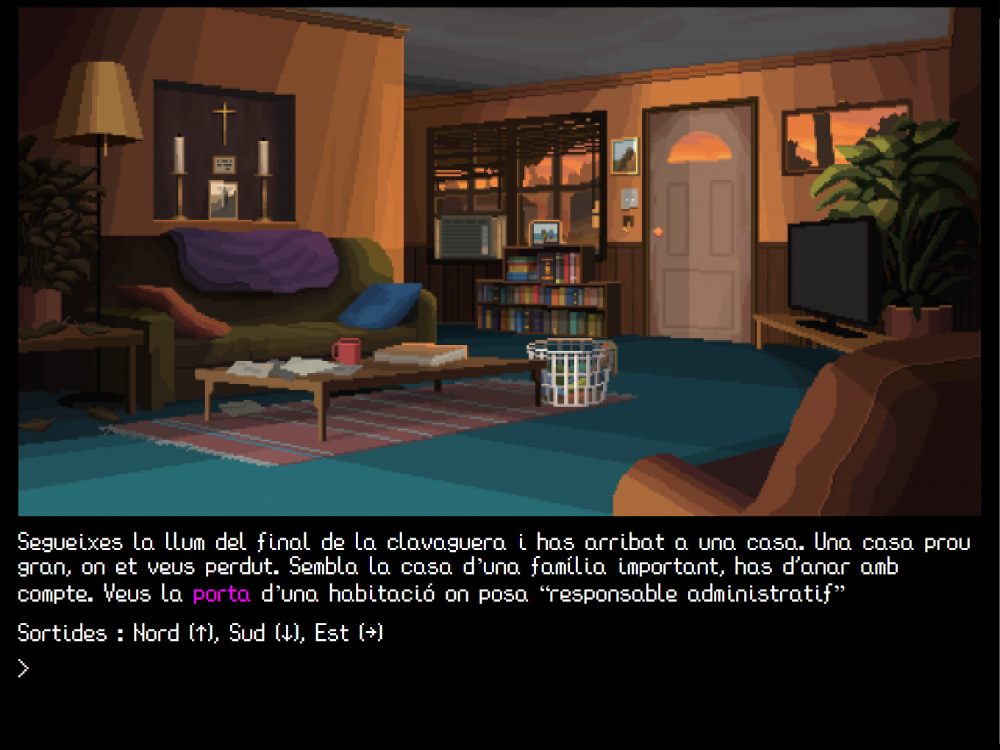 Segueixes la llum del final de la clavaguera i has arribat a una casa. Una casa prou
gran, on et veus perdut. Sembla la casa d’una família important, has d’anar amb
compte. Veus la porta d’una habitació on posa “responsable administratif”
Sortides : Nord (↑), Sud (↓), Est (→)
>